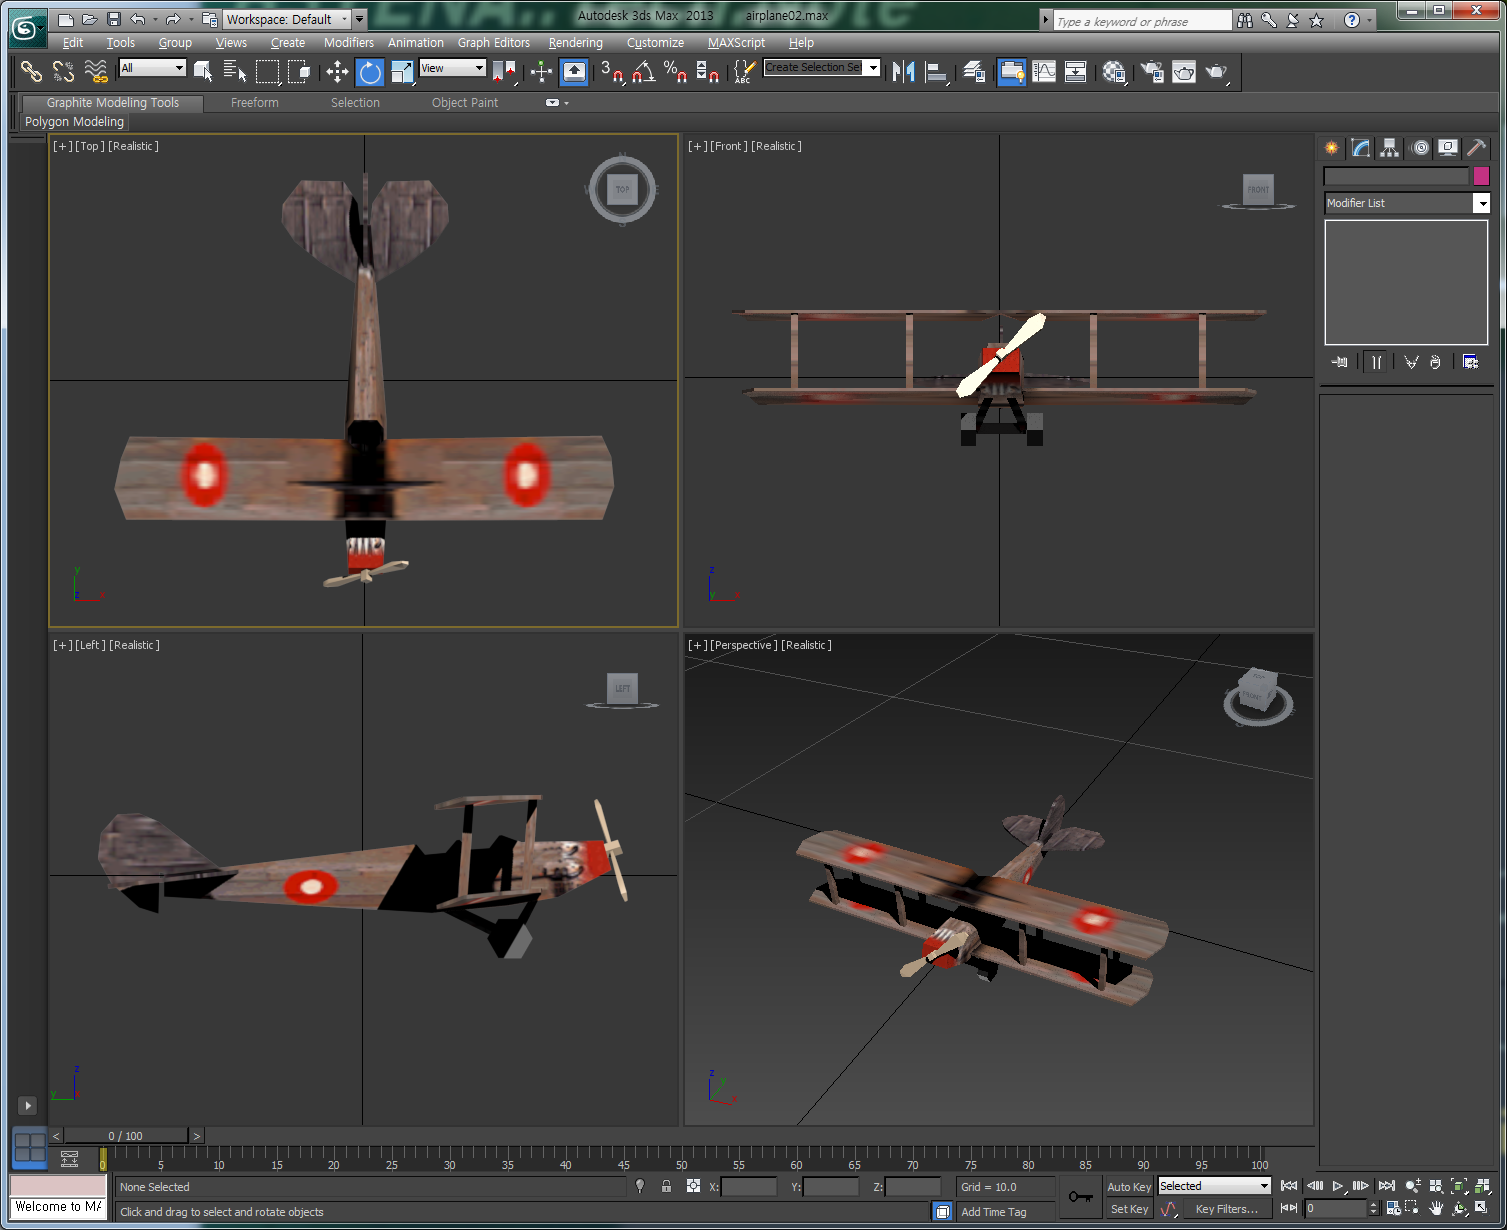 Workspace: Default
Autodesk 3ds Max 2013 airplane02.max
Type a keyword or phrase
Edit Tools Group Views Create Modifiers Animation Graph Editors Rendering Customize MAXScript Help
All
View
3
%
ABC
Create Selection Set
Graphite Modeling Tools Freeform Selection Object Paint
Polygon Modeling
[+] [Top] [Realistic]
TOP
[+] [Front] [Realistic]
FRONT
Modifier List
[+] [Left] [Realistic]
LEFT
[+] [Perspective] [Realistic]
FRONT
0 / 100
0 5 10 15 20 25 30 35 40 45 50 55 60 65 70 75 80 85 90 95 100
None Selected
X: Y: Z:
Grid = 10.0
Auto Key
Selected
Welcome to MA
Click and drag to select and rotate objects
Add Time Tag
Set Key
Key Filters...
0